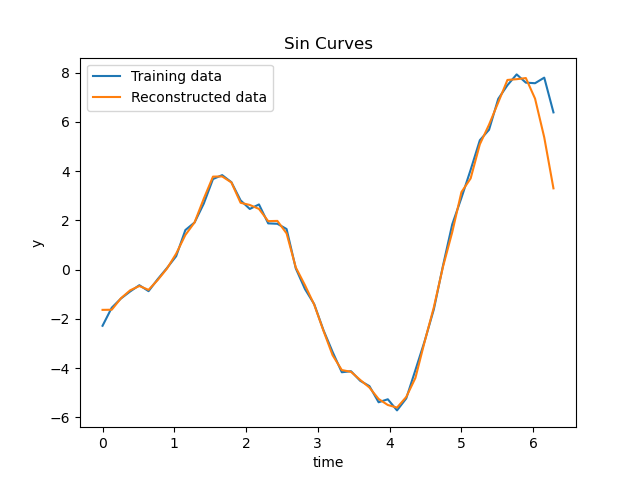 Sin Curves
Training data
Reconstructed data
y
8
6
4
2
0
−2
−4
−6
0 1 2 3 4 5 6
time